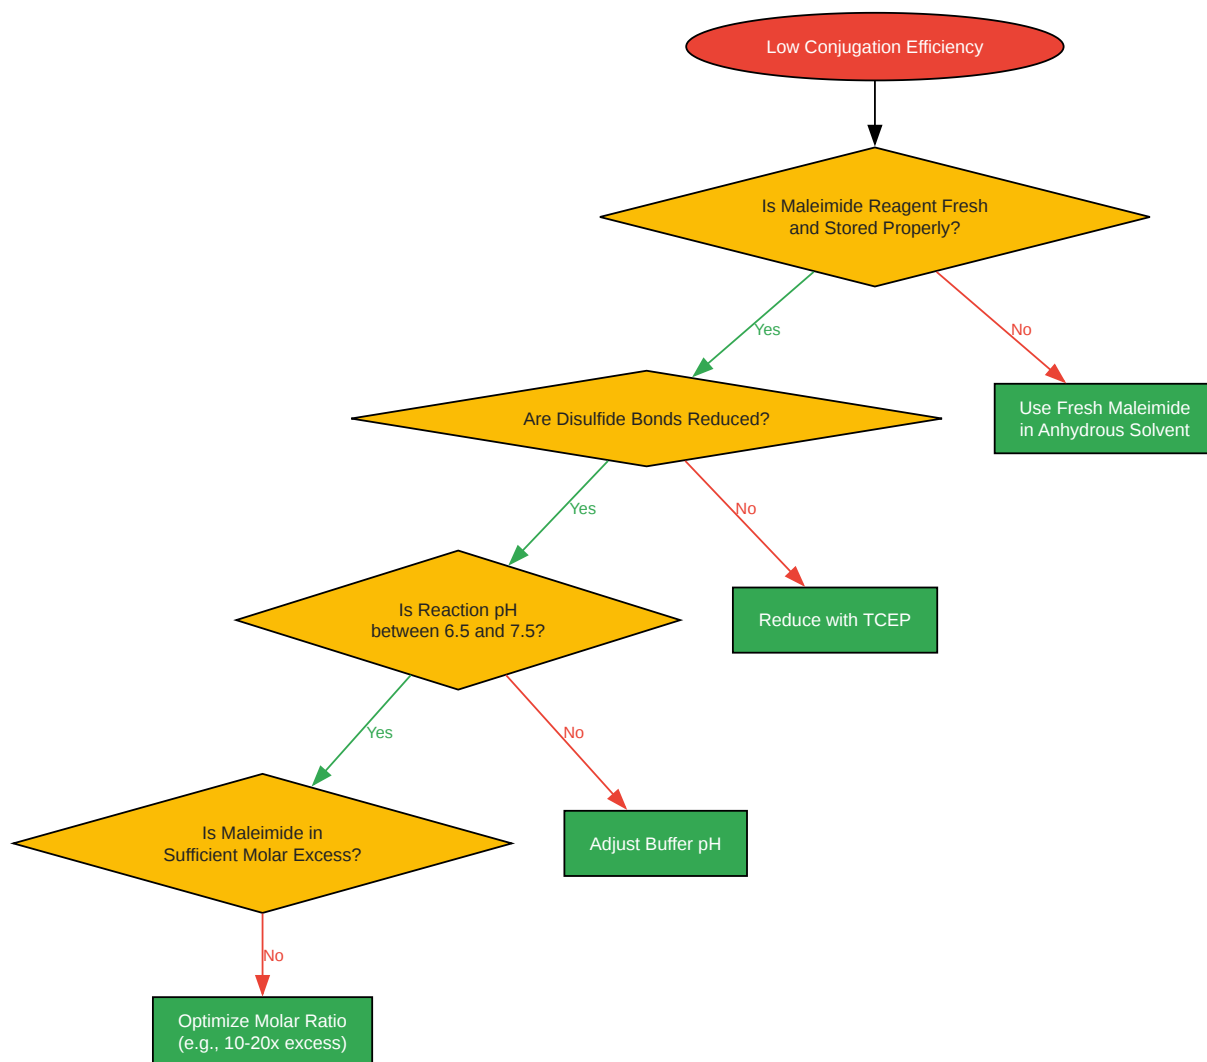 Low Conjugation Efficiency
Is Maleimide Reagent Fresh
and Stored Properly?
Yes
No
Use Fresh Maleimide
in Anhydrous Solvent
Are Disulfide Bonds Reduced?
Yes
No
Is Reaction pH
between 6.5 and 7.5?
Reduce with TCEP
Yes
No
Is Maleimide in
Sufficient Molar Excess?
Adjust Buffer pH
No
Optimize Molar Ratio
(e.g., 10-20x excess)